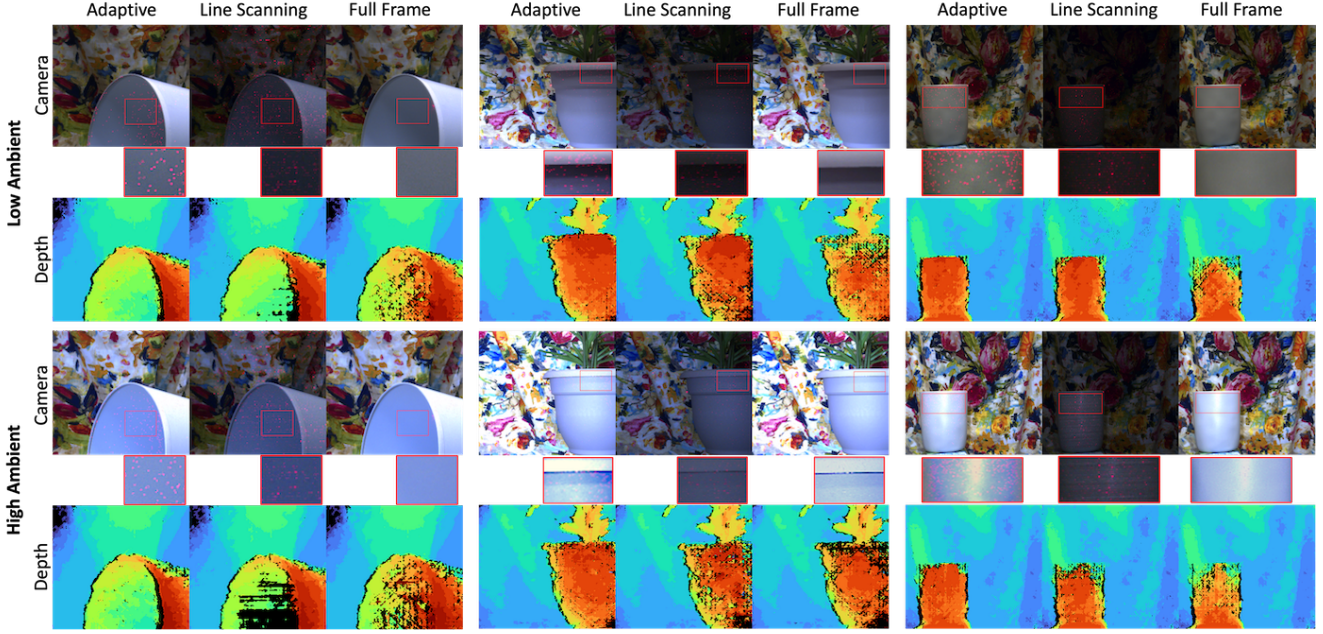 Adaptive Line Scanning Full Frame Adaptive Line Scanning Full Frame Adaptive Line Scanning Full Frame
Low Ambient
Camera
Depth
High Ambient
Camera
Depth